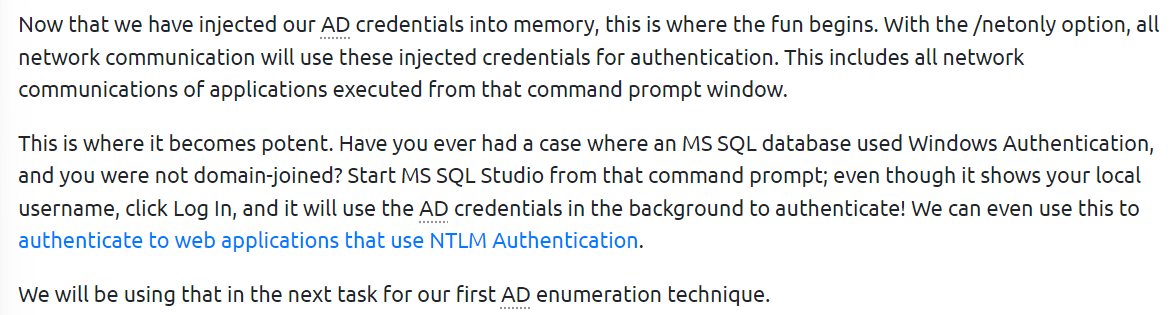 Now that we have injected our AD credentials into memory, this is where the fun begins. With the /netonly option, all
network communication will use these injected credentials for authentication. This includes all network
communications of applications executed from that command prompt window.
This is where it becomes potent. Have you ever had a case where an MS SQL database used Windows Authentication,
and you were not domain-joined? Start MS SQL Studio from that command prompt; even though it shows your local
username, click Log In, and it will use the AD credentials in the background to authenticate! We can even use this to
authenticate to web applications that use NTLM Authentication.
We will be using that in the next task for our first AD enumeration technique.